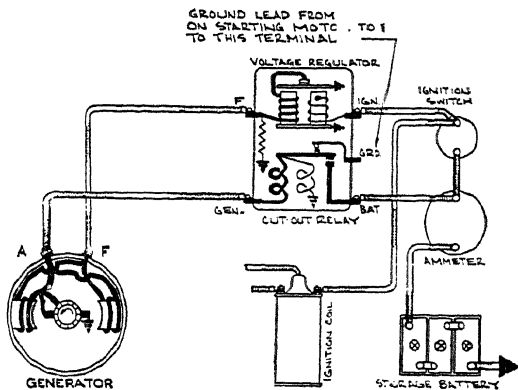 GROUND LEAD FROM
ON STARTING MOTC . TO
TO THIS TERMINAL
VOLTAGE REGULATOR
F
IGN.
IGNITION
SWITCH
GRD
GEN.
BAT
CUT-OUT RELAY
A
F
AMMETER
IGNITION COIL
GENERATOR
STORAGE BATTERY